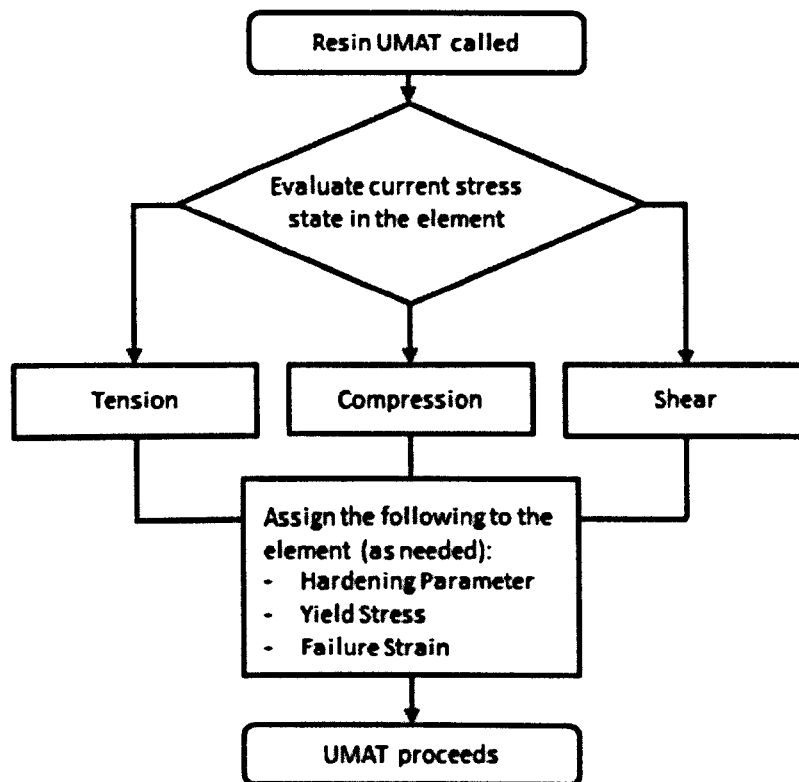 Resin UMAT called
Evaluate current stress
state in the element
Tension
Compression
Shear
Assign the following to the
element (as needed):
- Hardening Parameter
- Yield Stress
- Failure Strain
UMAT proceeds